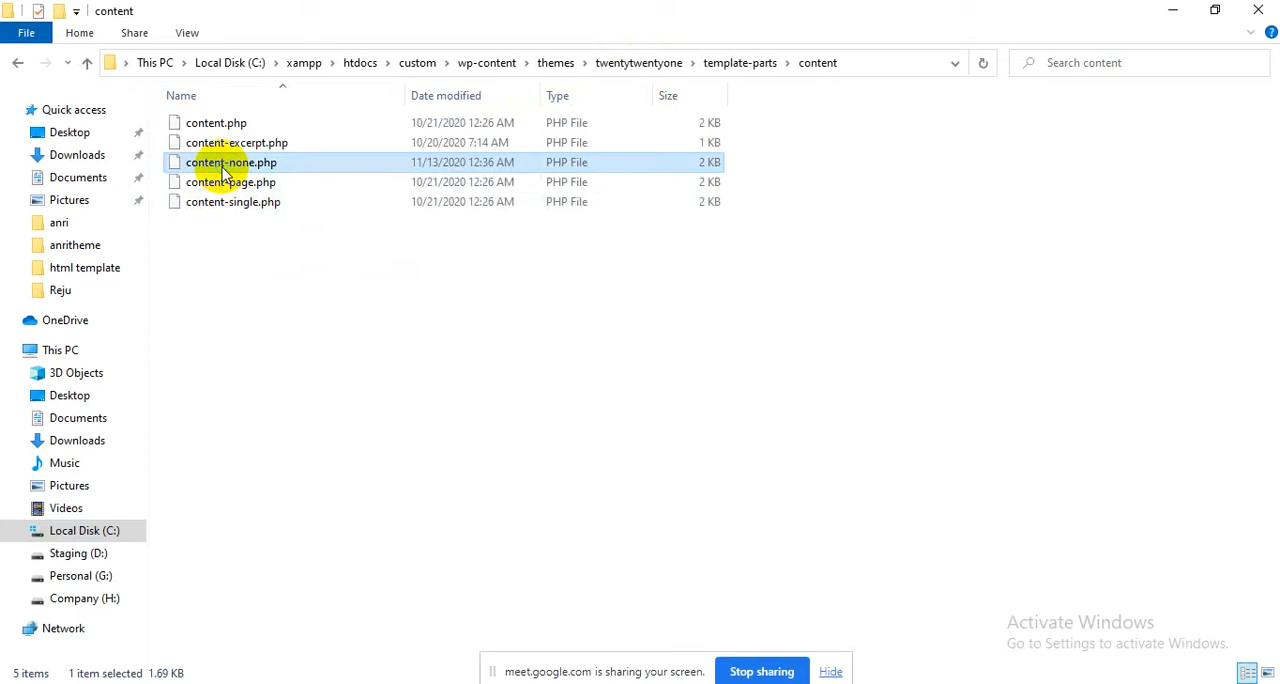 content
File Home Share View
This PC Local Disk (C:) xampp htdocs custom wp-content themes twentytwentyone template-parts content
Search content
Name Date modified Type Size
content.php 10/21/2020 12:26 AM PHP File 2 KB
content-excerpt.php 10/20/2020 7:14 AM PHP File 1 KB
content-none.php 11/13/2020 12:36 AM PHP File 2 KB
content-page.php 10/21/2020 12:26 AM PHP File 2 KB
content-single.php 10/21/2020 12:26 AM PHP File 2 KB
Quick access
Desktop
Downloads
Documents
Pictures
anri
anritheme
html template
Reju
OneDrive
This PC
3D Objects
Desktop
Documents
Downloads
Music
Pictures
Videos
Local Disk (C:)
Staging (D:)
Personal (G:)
Company (H:)
Network
Activate Windows
Go to Settings to activate Windows.
5 items 1 item selected 1.69 KB
meet.google.com is sharing your screen. Stop sharing Hide